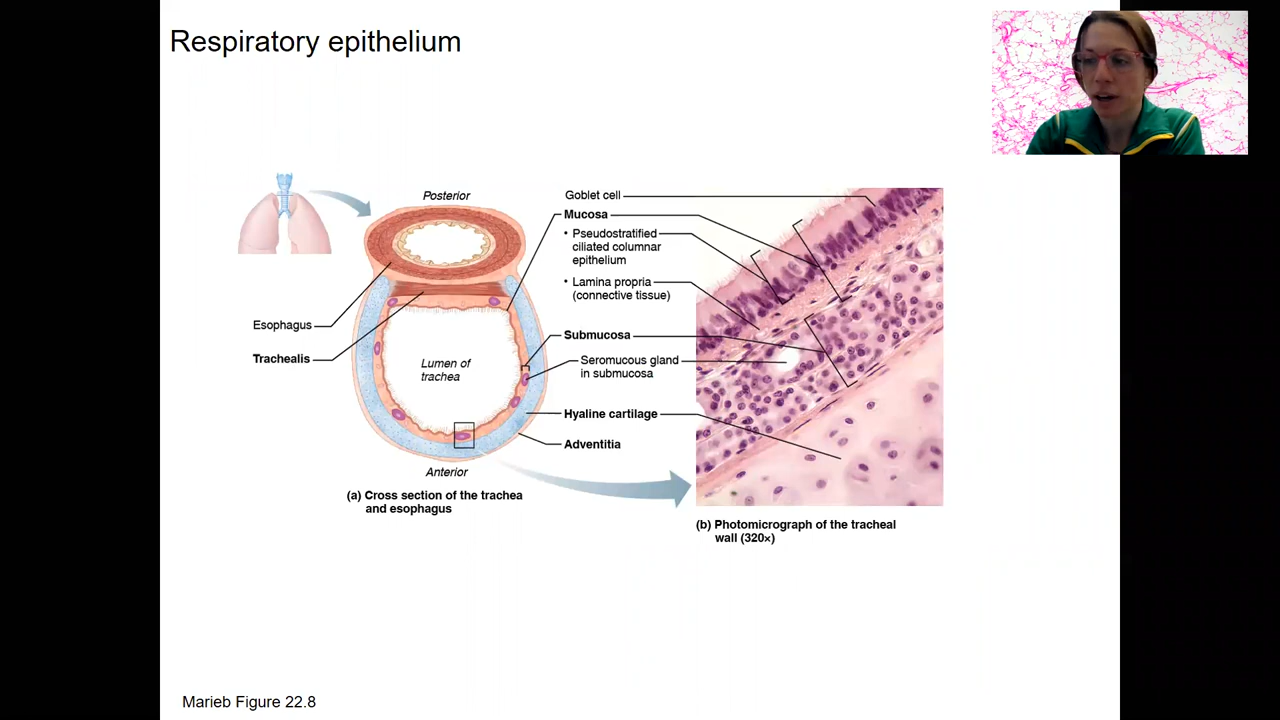 Respiratory epithelium
Posterior
Esophagus
Trachealis
Lumen of
trachea
Anterior
(a) Cross section of the trachea
and esophagus
Goblet cell
Mucosa
• Pseudostratified
ciliated columnar
epithelium
• Lamina propria
(connective tissue)
Submucosa
Seromucous gland
in submucosa
Hyaline cartilage
Adventitia
(b) Photomicrograph of the tracheal
wall (320×)
Marieb Figure 22.8